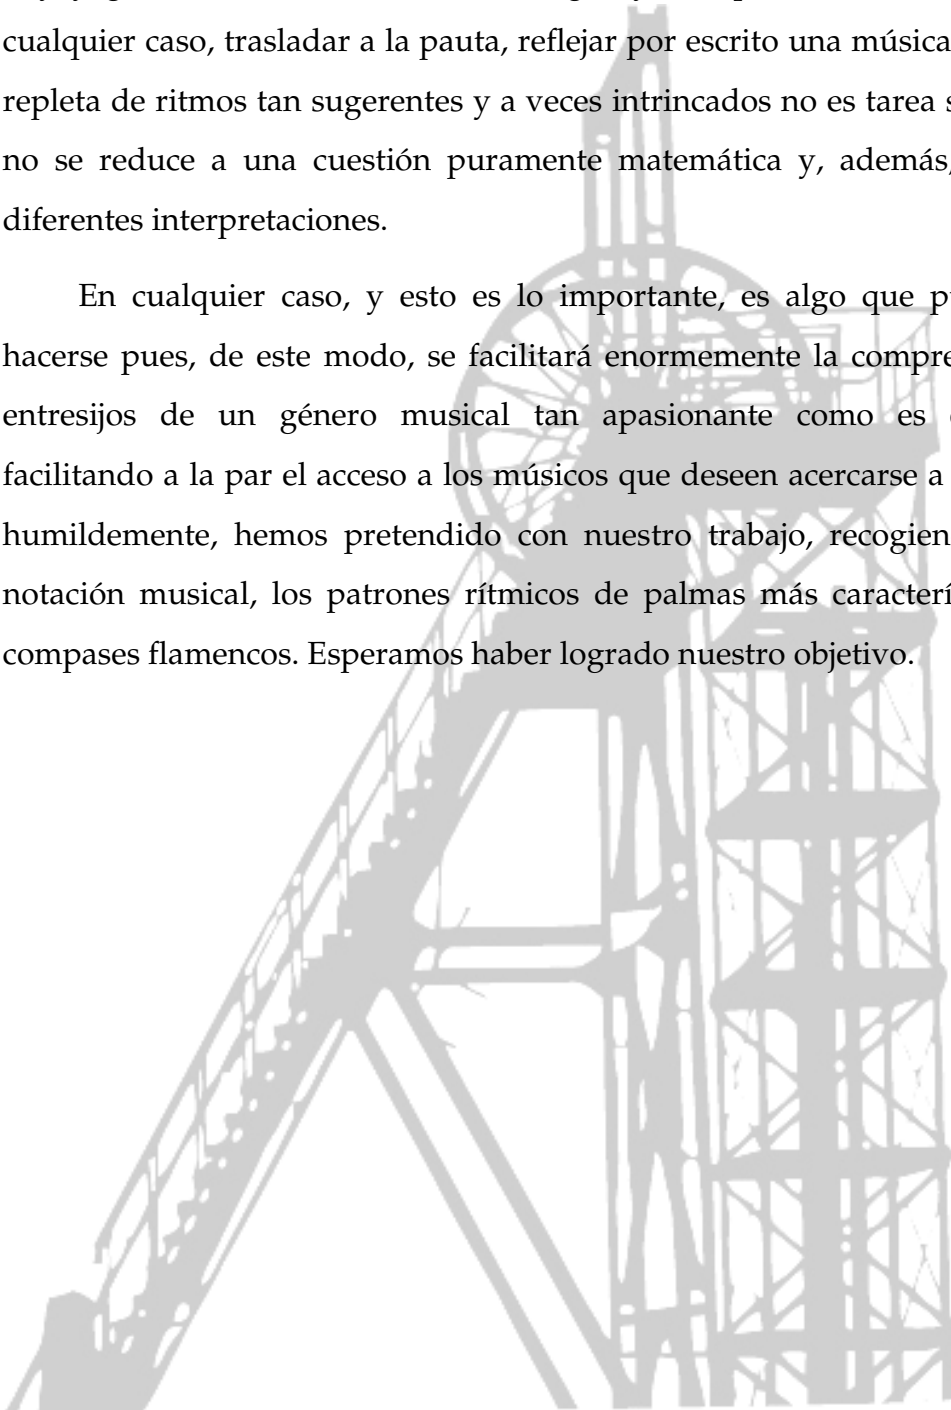 cualquier caso, trasladar a la pauta, reflejar por escrito una música
repleta de ritmos tan sugerentes y a veces intrincados no es tarea
no se reduce a una cuestión puramente matemática y, además,
diferentes interpretaciones.
En cualquier caso, y esto es lo importante, es algo que
hacerse pues, de este modo, se facilitará enormemente la
entresijos de un género musical tan apasionante como es
facilitando a la par el acceso a los músicos que deseen acercarse a
humildemente, hemos pretendido con nuestro trabajo,
notación musical, los patrones rítmicos de palmas más
compases flamencos. Esperamos haber logrado nuestro objetivo.